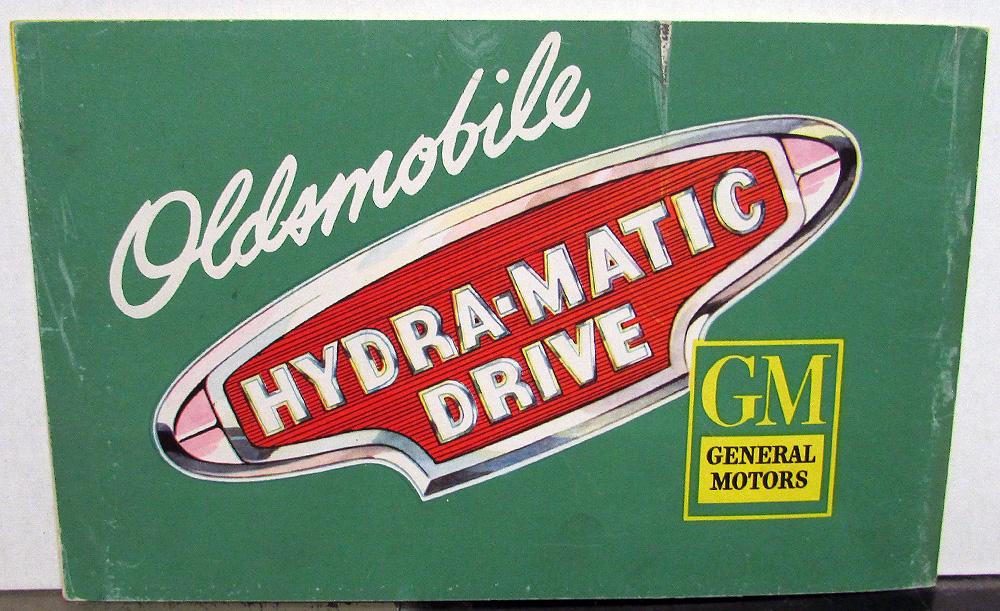 Oldsmobile
HYDRA-MATIC
DRIVE
GM
GENERAL
MOTORS